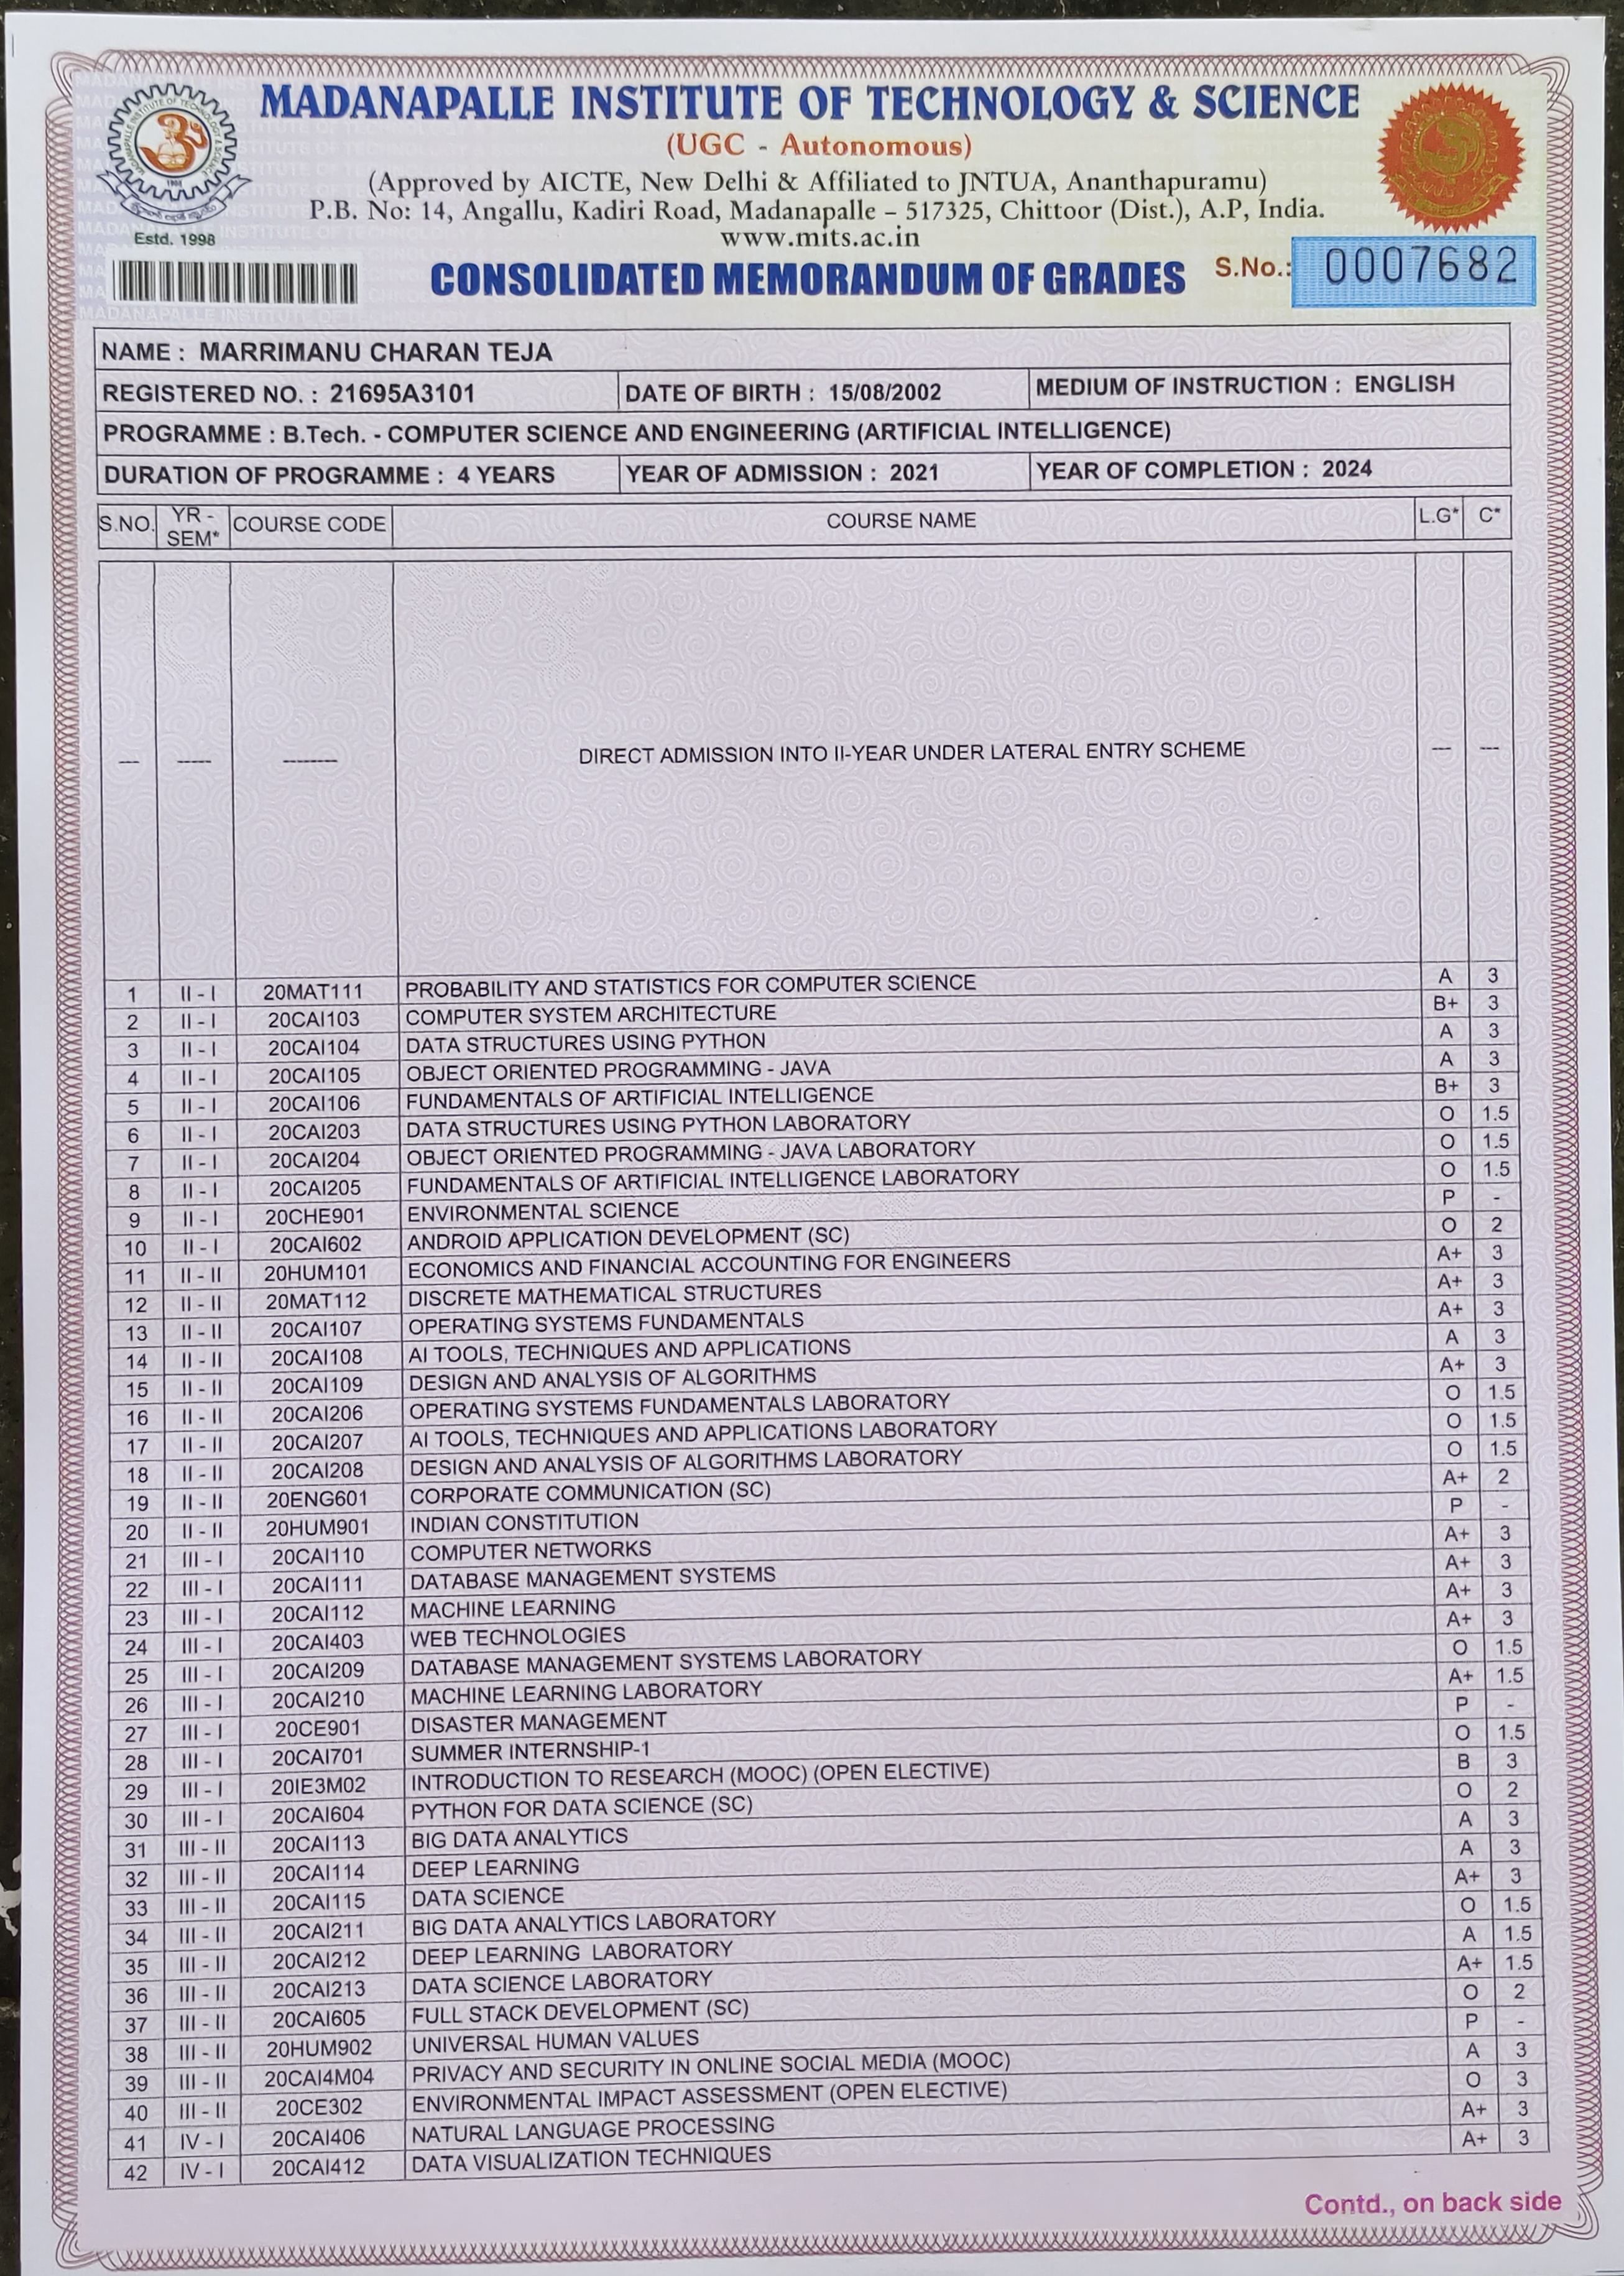 MADANAPALLE INSTITUTE OF TECHNOLOGY & SCIENCE
(UGC - Autonomous)
(Approved by AICTE, New Delhi & Affiliated to JNTUA, Ananthapuramu)
P.B. No: 14, Angallu, Kadiri Road, Madanapalle – 517325, Chittoor (Dist.), A.P, India.
www.mits.ac.in
Estd. 1998
CONSOLIDATED MEMORANDUM OF GRADES
S.No.: 0007682
NAME : MARRIMANU CHARAN TEJA
REGISTERED NO. : 21695A3101 DATE OF BIRTH : 15/08/2002 MEDIUM OF INSTRUCTION : ENGLISH
PROGRAMME : B.Tech. - COMPUTER SCIENCE AND ENGINEERING (ARTIFICIAL INTELLIGENCE)
DURATION OF PROGRAMME : 4 YEARS YEAR OF ADMISSION : 2021 YEAR OF COMPLETION : 2024
S.NO. YR - SEM* COURSE CODE COURSE NAME L.G* C*
--- ----- -------- DIRECT ADMISSION INTO II-YEAR UNDER LATERAL ENTRY SCHEME --- ---
1 II - I 20MAT111 PROBABILITY AND STATISTICS FOR COMPUTER SCIENCE A 3
2 II - I 20CAI103 COMPUTER SYSTEM ARCHITECTURE B+ 3
3 II - I 20CAI104 DATA STRUCTURES USING PYTHON A 3
4 II - I 20CAI105 OBJECT ORIENTED PROGRAMMING - JAVA A 3
5 II - I 20CAI106 FUNDAMENTALS OF ARTIFICIAL INTELLIGENCE B+ 3
6 II - I 20CAI203 DATA STRUCTURES USING PYTHON LABORATORY O 1.5
7 II - I 20CAI204 OBJECT ORIENTED PROGRAMMING - JAVA LABORATORY O 1.5
8 II - I 20CAI205 FUNDAMENTALS OF ARTIFICIAL INTELLIGENCE LABORATORY O 1.5
9 II - I 20CHE901 ENVIRONMENTAL SCIENCE P -
10 II - I 20CAI602 ANDROID APPLICATION DEVELOPMENT (SC) O 2
11 II - II 20HUM101 ECONOMICS AND FINANCIAL ACCOUNTING FOR ENGINEERS A+ 3
12 II - II 20MAT112 DISCRETE MATHEMATICAL STRUCTURES A+ 3
13 II - II 20CAI107 OPERATING SYSTEMS FUNDAMENTALS A+ 3
14 II - II 20CAI108 AI TOOLS, TECHNIQUES AND APPLICATIONS A 3
15 II - II 20CAI109 DESIGN AND ANALYSIS OF ALGORITHMS A+ 3
16 II - II 20CAI206 OPERATING SYSTEMS FUNDAMENTALS LABORATORY O 1.5
17 II - II 20CAI207 AI TOOLS, TECHNIQUES AND APPLICATIONS LABORATORY O 1.5
18 II - II 20CAI208 DESIGN AND ANALYSIS OF ALGORITHMS LABORATORY O 1.5
19 II - II 20ENG601 CORPORATE COMMUNICATION (SC) A+ 2
20 II - II 20HUM901 INDIAN CONSTITUTION P -
21 III - I 20CAI110 COMPUTER NETWORKS A+ 3
22 III - I 20CAI111 DATABASE MANAGEMENT SYSTEMS A+ 3
23 III - I 20CAI112 MACHINE LEARNING A+ 3
24 III - I 20CAI403 WEB TECHNOLOGIES A+ 3
25 III - I 20CAI209 DATABASE MANAGEMENT SYSTEMS LABORATORY O 1.5
26 III - I 20CAI210 MACHINE LEARNING LABORATORY A+ 1.5
27 III - I 20CE901 DISASTER MANAGEMENT P -
28 III - I 20CAI701 SUMMER INTERNSHIP-1 O 1.5
29 III - I 20IE3M02 INTRODUCTION TO RESEARCH (MOOC) (OPEN ELECTIVE) B 3
30 III - I 20CAI604 PYTHON FOR DATA SCIENCE (SC) O 2
31 III - II 20CAI113 BIG DATA ANALYTICS A 3
32 III - II 20CAI114 DEEP LEARNING A 3
33 III - II 20CAI115 DATA SCIENCE A+ 3
34 III - II 20CAI211 BIG DATA ANALYTICS LABORATORY O 1.5
35 III - II 20CAI212 DEEP LEARNING LABORATORY A 1.5
36 III - II 20CAI213 DATA SCIENCE LABORATORY A+ 1.5
37 III - II 20CAI605 FULL STACK DEVELOPMENT (SC) O 2
38 III - II 20HUM902 UNIVERSAL HUMAN VALUES P -
39 III - II 20CAI4M04 PRIVACY AND SECURITY IN ONLINE SOCIAL MEDIA (MOOC) A 3
40 III - II 20CE302 ENVIRONMENTAL IMPACT ASSESSMENT (OPEN ELECTIVE) O 3
41 IV - I 20CAI406 NATURAL LANGUAGE PROCESSING A+ 3
42 IV - I 20CAI412 DATA VISUALIZATION TECHNIQUES A+ 3
Contd., on back side